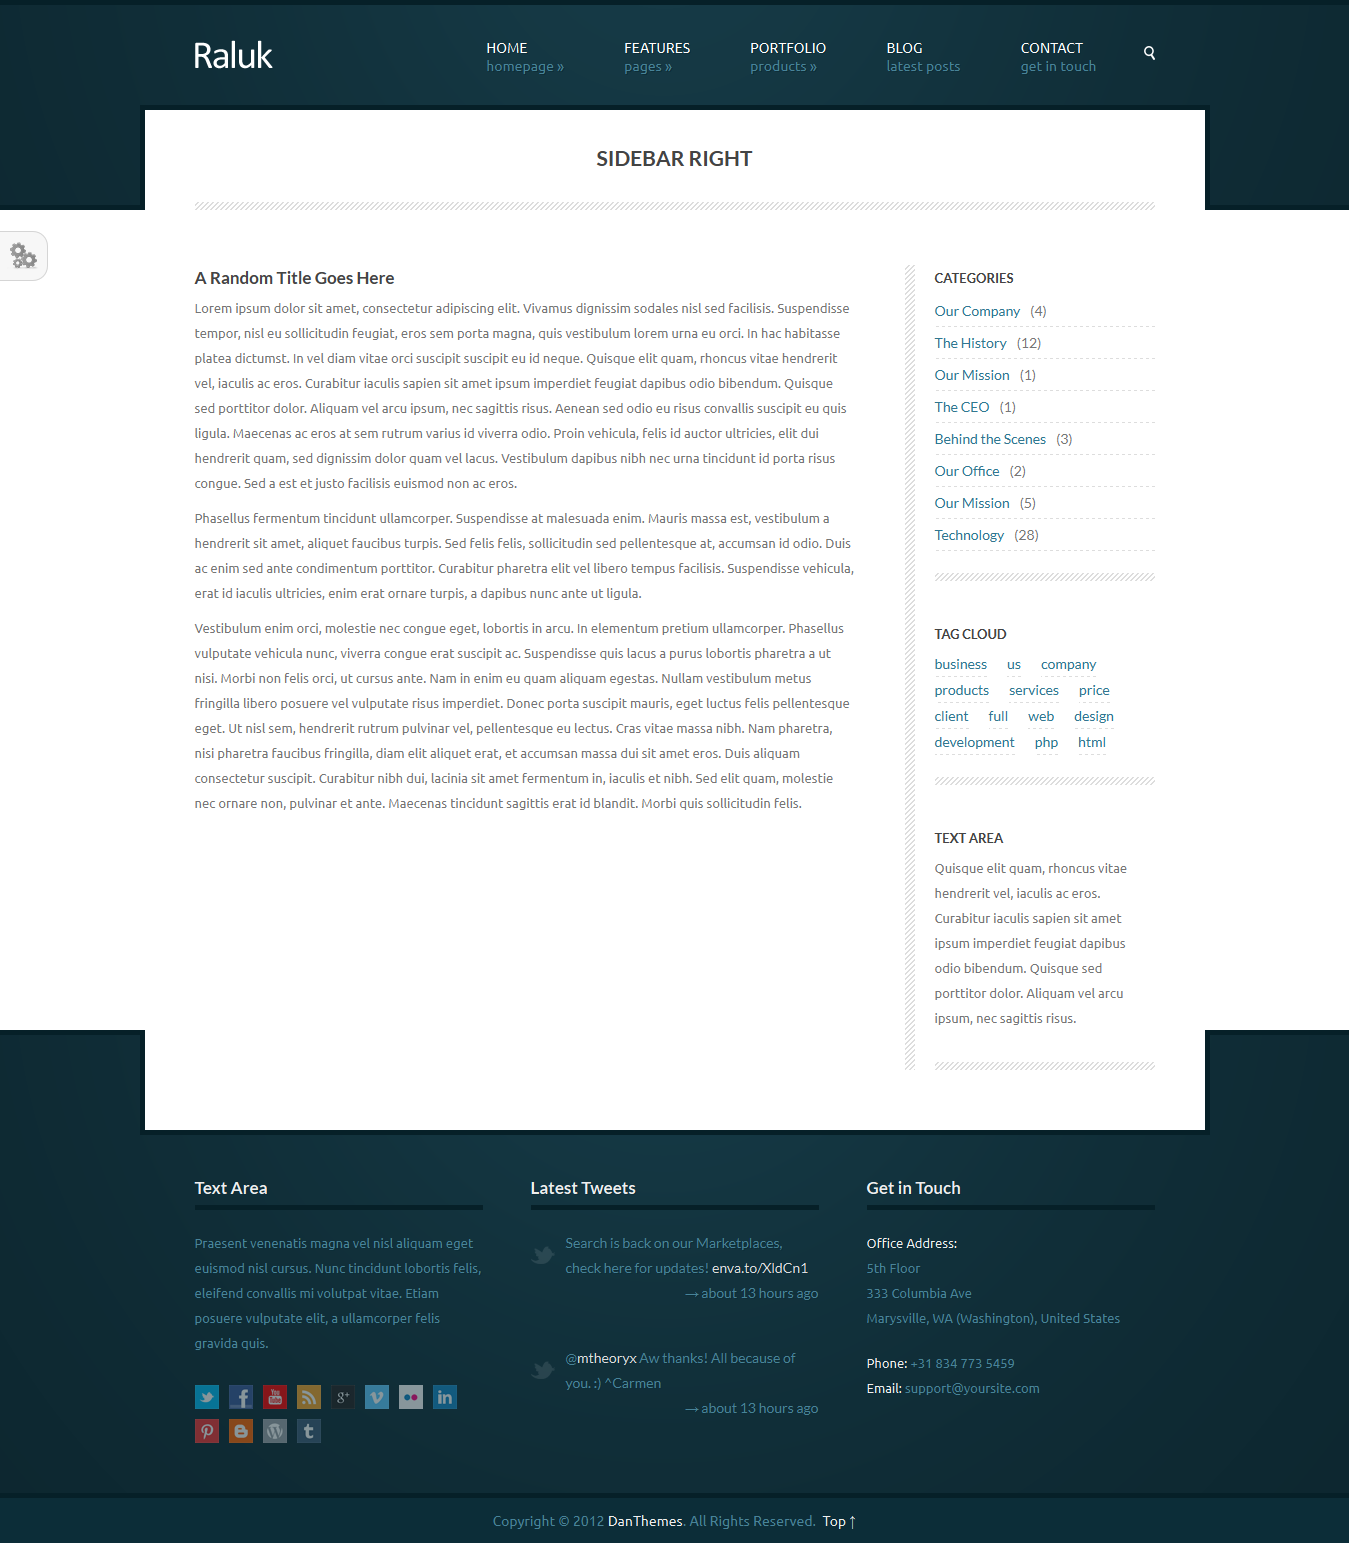 Raluk
HOME
homepage »
FEATURES
pages »
PORTFOLIO
products »
BLOG
latest posts
CONTACT
get in touch
SIDEBAR RIGHT
A Random Title Goes Here
Lorem ipsum dolor sit amet, consectetur adipiscing elit. Vivamus dignissim sodales nisl sed facilisis. Suspendisse
tempor, nisl eu sollicitudin feugiat, eros sem porta magna, quis vestibulum lorem urna eu orci. In hac habitasse
platea dictumst. In vel diam vitae orci suscipit suscipit eu id neque. Quisque elit quam, rhoncus vitae hendrerit
vel, iaculis ac eros. Curabitur iaculis sapien sit amet ipsum imperdiet feugiat dapibus odio bibendum. Quisque
sed porttitor dolor. Aliquam vel arcu ipsum, nec sagittis risus. Aenean sed odio eu risus convallis suscipit eu quis
ligula. Maecenas ac eros at sem rutrum varius id viverra odio. Proin vehicula, felis id auctor ultricies, elit dui
hendrerit quam, sed dignissim dolor quam vel lacus. Vestibulum dapibus nibh nec urna tincidunt id porta risus
congue. Sed a est et justo facilisis euismod non ac eros.
Phasellus fermentum tincidunt ullamcorper. Suspendisse at malesuada enim. Mauris massa est, vestibulum a
hendrerit sit amet, aliquet faucibus turpis. Sed felis felis, sollicitudin sed pellentesque at, accumsan id odio. Duis
ac enim sed ante condimentum porttitor. Curabitur pharetra elit vel libero tempus facilisis. Suspendisse vehicula,
erat id iaculis ultricies, enim erat ornare turpis, a dapibus nunc ante ut ligula.
Vestibulum enim orci, molestie nec congue eget, lobortis in arcu. In elementum pretium ullamcorper. Phasellus
vulputate vehicula nunc, viverra congue erat suscipit ac. Suspendisse quis lacus a purus lobortis pharetra a ut
nisi. Morbi non felis orci, ut cursus ante. Nam in enim eu quam aliquam egestas. Nullam vestibulum metus
fringilla libero posuere vel vulputate risus imperdiet. Donec porta suscipit mauris, eget luctus felis pellentesque
eget. Ut nisl sem, hendrerit rutrum pulvinar vel, pellentesque eu lectus. Cras vitae massa nibh. Nam pharetra,
nisi pharetra faucibus fringilla, diam elit aliquet erat, et accumsan massa dui sit amet eros. Duis aliquam
consectetur suscipit. Curabitur nibh dui, lacinia sit amet fermentum in, iaculis et nibh. Sed elit quam, molestie
nec ornare non, pulvinar et ante. Maecenas tincidunt sagittis erat id blandit. Morbi quis sollicitudin felis.
CATEGORIES
Our Company (4)
The History (12)
Our Mission (1)
The CEO (1)
Behind the Scenes (3)
Our Office (2)
Our Mission (5)
Technology (28)
TAG CLOUD
business us company
products services price
client full web design
development php html
TEXT AREA
Quisque elit quam, rhoncus vitae
hendrerit vel, iaculis ac eros.
Curabitur iaculis sapien sit amet
ipsum imperdiet feugiat dapibus
odio bibendum. Quisque sed
porttitor dolor. Aliquam vel arcu
ipsum, nec sagittis risus.
Text Area
Praesent venenatis magna vel nisl aliquam eget
euismod nisl cursus. Nunc tincidunt lobortis felis,
eleifend convallis mi volutpat vitae. Etiam
posuere vulputate elit, a ullamcorper felis
gravida quis.
Latest Tweets
Search is back on our Marketplaces,
check here for updates! enva.to/XldCn1
→ about 13 hours ago
@mtheoryx Aw thanks! All because of
you. :) ^Carmen
→ about 13 hours ago
Get in Touch
Office Address:
5th Floor
333 Columbia Ave
Marysville, WA (Washington), United States
Phone: +31 834 773 5459
Email: support@yoursite.com
Copyright © 2012 DanThemes. All Rights Reserved. Top ↑